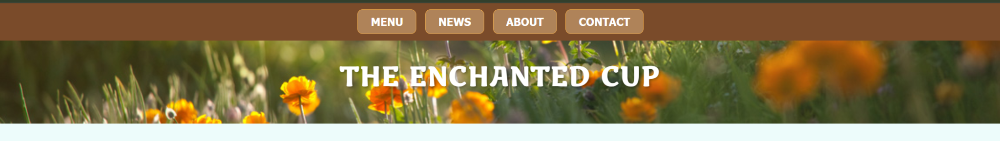 MENU NEWS ABOUT CONTACT
THE ENCHANTED CUP